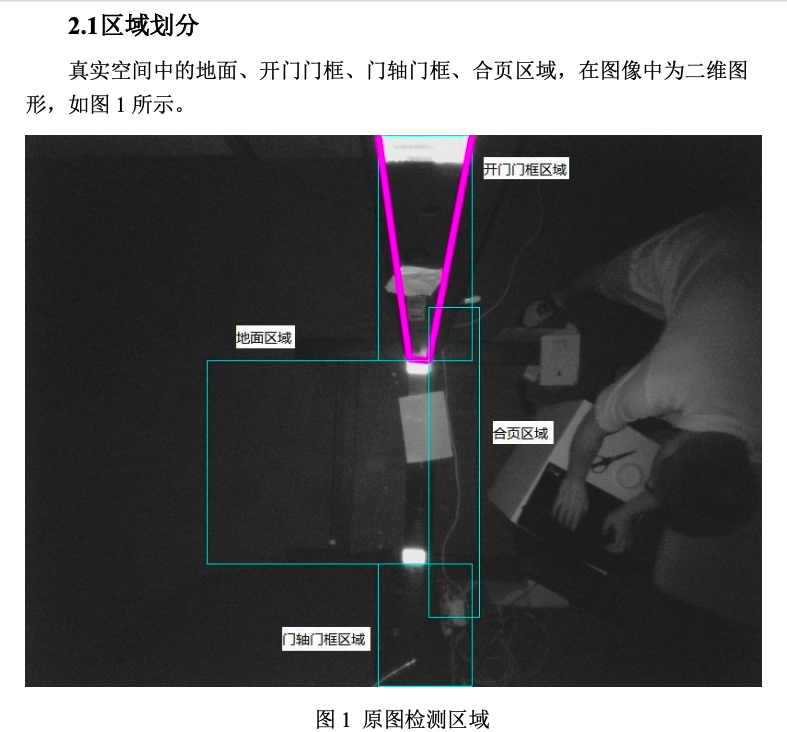 2.1区域划分
真实空间中的地面、开门门框、门轴门框、合页区域，在图像中为二维图
形，如图 1 所示。
开门门框区域
地面区域
合页区域
门轴门框区域
图 1 原图检测区域